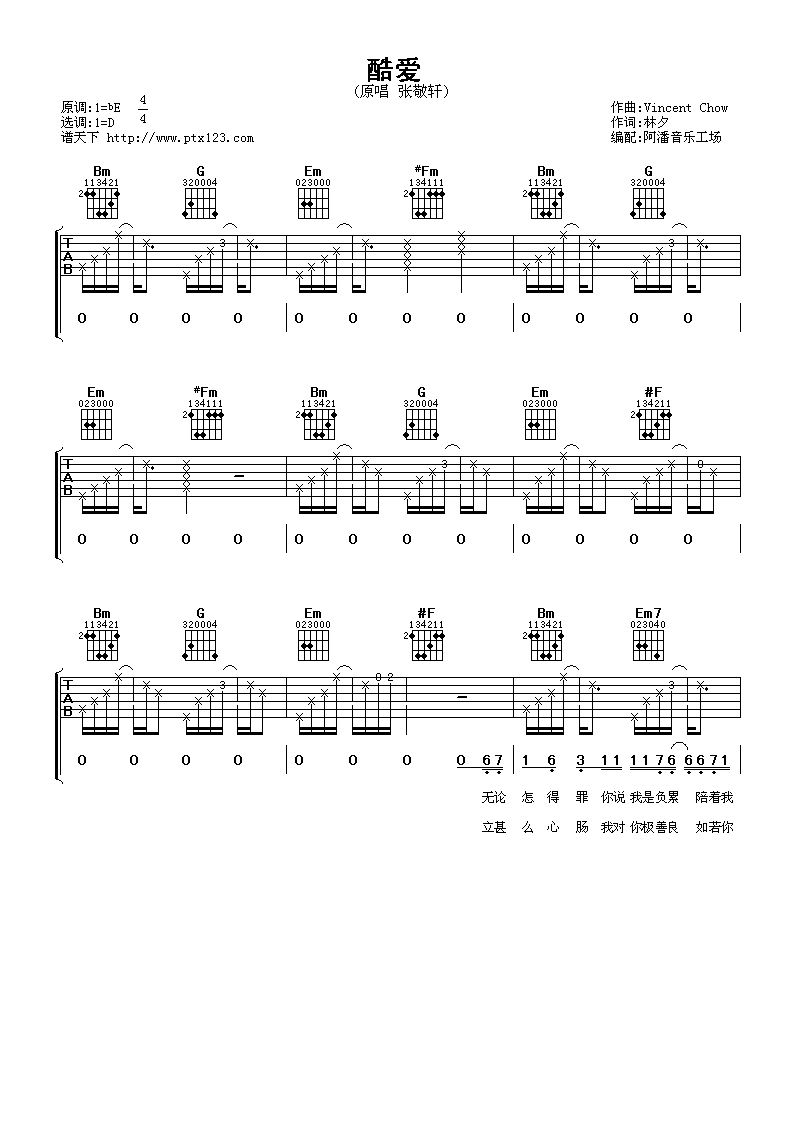 酷爱
(原唱 张敬轩)
原调:1=bE 4/4
选调:1=D
谱天下 http://www.ptx123.com
作曲:Vincent Chow
作词:林夕
编配:阿潘音乐工场
Bm G Em #Fm Bm G
113421 320004 023000 134111 113421 320004
2 2 2
T
A
B
3 3
0 0 0 0 0 0 0 0 0 0 0 0
Em #Fm Bm G Em #F
023000 134111 113421 320004 023000 134211
2 2 2
T
A
B
3 0
0 0 0 0 0 0 0 0 0 0 0 0
Bm G Em #F Bm Em7
113421 320004 023000 134211 113421 023040
2 2 2
T
A
B
3 0 2 3
0 0 0 0 0 0 0 0 67 1 6 3 11 1176 6671
无论 怎 得 罪 你说 我是负累 陪着我
立甚 么 心 肠 我对 你极善良 如若你